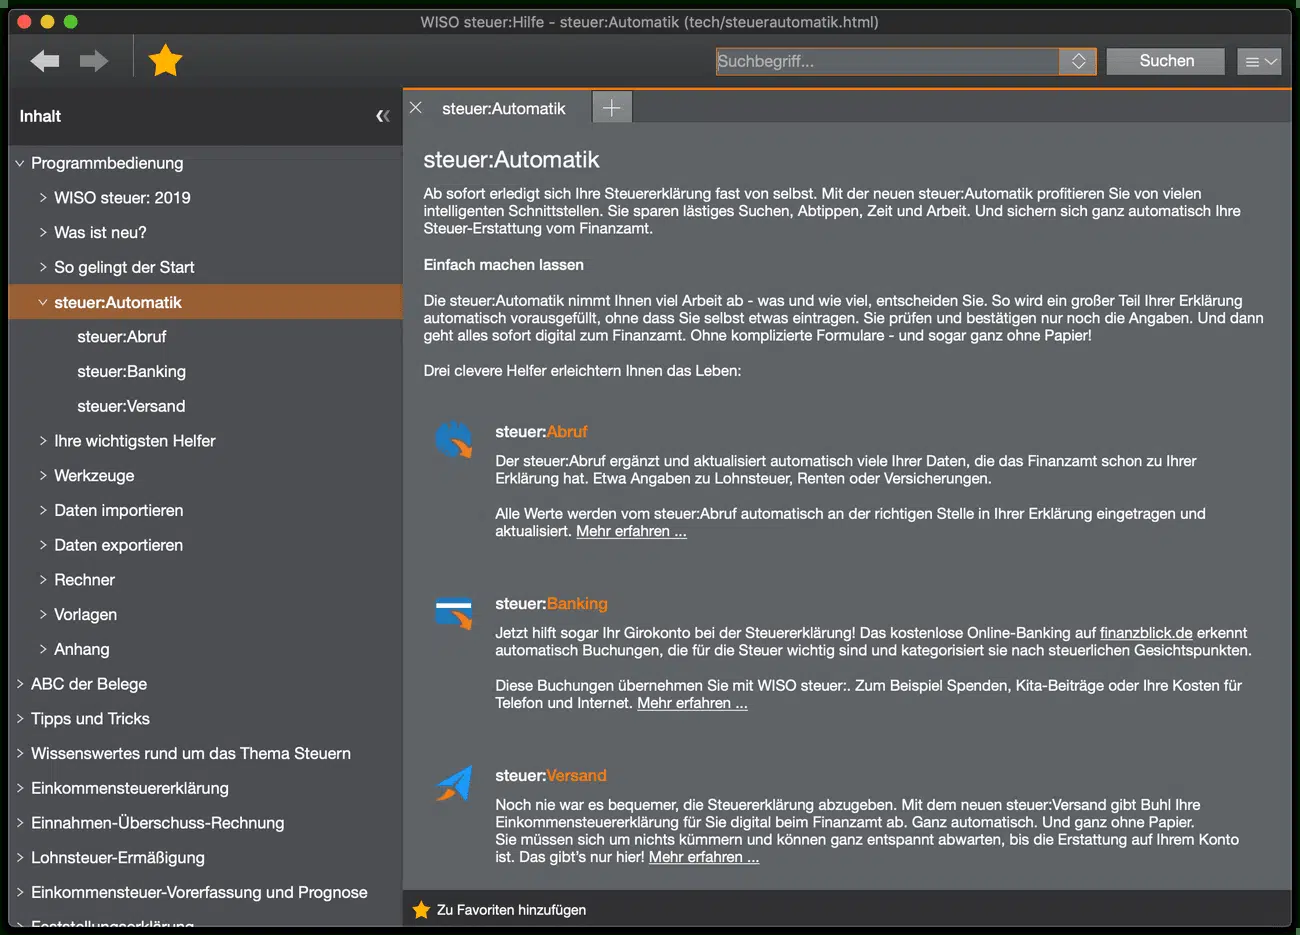 WISO steuer:Hilfe - steuer:Automatik (tech/steuerautomatik.html)
Suchbegriff...
Suchen
Inhalt
Programmbedienung
WISO steuer: 2019
Was ist neu?
So gelingt der Start
steuer:Automatik
steuer:Abruf
steuer:Banking
steuer:Versand
Ihre wichtigsten Helfer
Werkzeuge
Daten importieren
Daten exportieren
Rechner
Vorlagen
Anhang
ABC der Belege
Tipps und Tricks
Wissenswertes rund um das Thema Steuern
Einkommensteuererklärung
Einnahmen-Überschuss-Rechnung
Lohnsteuer-Ermäßigung
Einkommensteuer-Vorerfassung und Prognose
Feststellungserklärung
steuer:Automatik
steuer:Automatik
Ab sofort erledigt sich Ihre Steuererklärung fast von selbst. Mit der neuen steuer:Automatik profitieren Sie von vielen
intelligenten Schnittstellen. Sie sparen lästiges Suchen, Abtippen, Zeit und Arbeit. Und sichern sich ganz automatisch Ihre
Steuer-Erstattung vom Finanzamt.
Einfach machen lassen
Die steuer:Automatik nimmt Ihnen viel Arbeit ab - was und wie viel, entscheiden Sie. So wird ein großer Teil Ihrer Erklärung
automatisch vorausgefüllt, ohne dass Sie selbst etwas eintragen. Sie prüfen und bestätigen nur noch die Angaben. Und dann
geht alles sofort digital zum Finanzamt. Ohne komplizierte Formulare - und sogar ganz ohne Papier!
Drei clevere Helfer erleichtern Ihnen das Leben:
steuer:Abruf
Der steuer:Abruf ergänzt und aktualisiert automatisch viele Ihrer Daten, die das Finanzamt schon zu Ihrer
Erklärung hat. Etwa Angaben zu Lohnsteuer, Renten oder Versicherungen.
Alle Werte werden vom steuer:Abruf automatisch an der richtigen Stelle in Ihrer Erklärung eingetragen und
aktualisiert. Mehr erfahren ...
steuer:Banking
Jetzt hilft sogar Ihr Girokonto bei der Steuererklärung! Das kostenlose Online-Banking auf finanzblick.de erkennt
automatisch Buchungen, die für die Steuer wichtig sind und kategorisiert sie nach steuerlichen Gesichtspunkten.
Diese Buchungen übernehmen Sie mit WISO steuer:. Zum Beispiel Spenden, Kita-Beiträge oder Ihre Kosten für
Telefon und Internet. Mehr erfahren ...
steuer:Versand
Noch nie war es bequemer, die Steuererklärung abzugeben. Mit dem neuen steuer:Versand gibt Buhl Ihre
Einkommensteuererklärung für Sie digital beim Finanzamt ab. Ganz automatisch. Und ganz ohne Papier.
Sie müssen sich um nichts kümmern und können ganz entspannt abwarten, bis die Erstattung auf Ihrem Konto
ist. Das gibt's nur hier! Mehr erfahren ...
Zu Favoriten hinzufügen